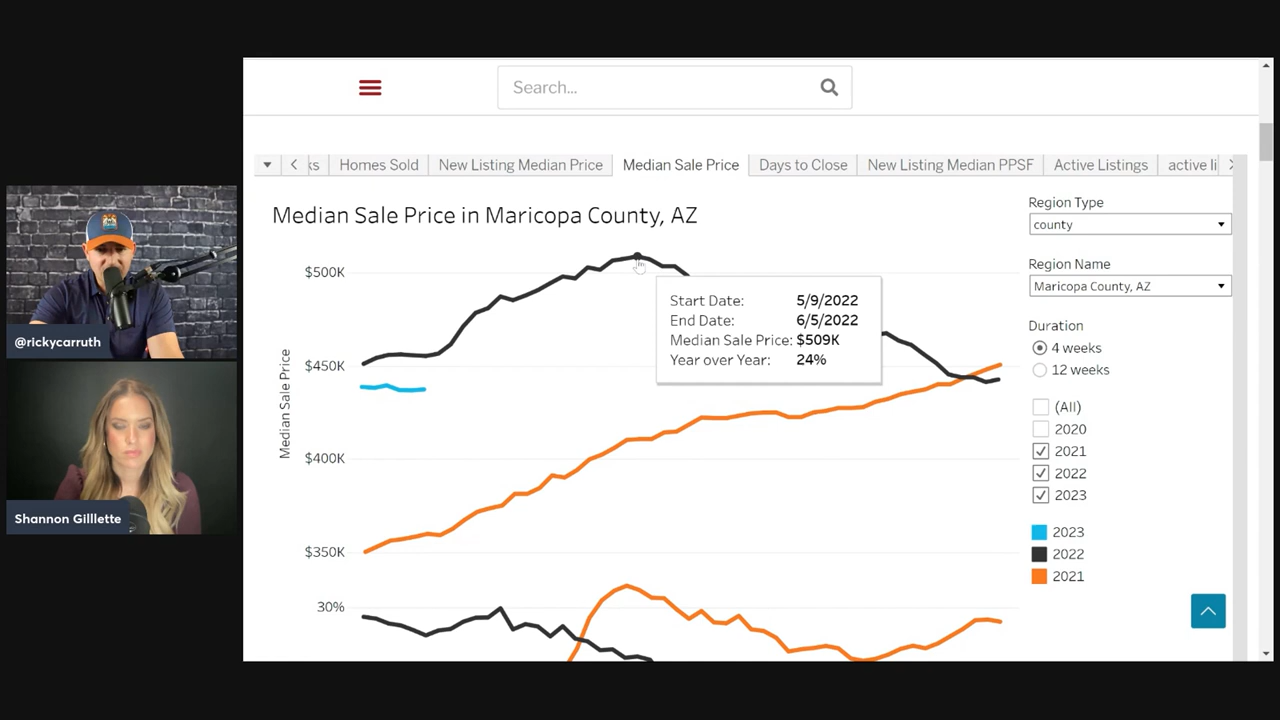 Search...
ks
Homes Sold
New Listing Median Price
Median Sale Price
Days to Close
New Listing Median PPSF
Active Listings
active li
Median Sale Price in Maricopa County, AZ
Region Type
county
Region Name
Maricopa County, AZ
Duration
4 weeks
12 weeks
(All)
2020
2021
2022
2023
2023
2022
2021
Median Sale Price
$500K
$450K
$400K
$350K
30%
Start Date: 5/9/2022
End Date: 6/5/2022
Median Sale Price: $509K
Year over Year: 24%
@rickycarruth
Shannon Gilllette